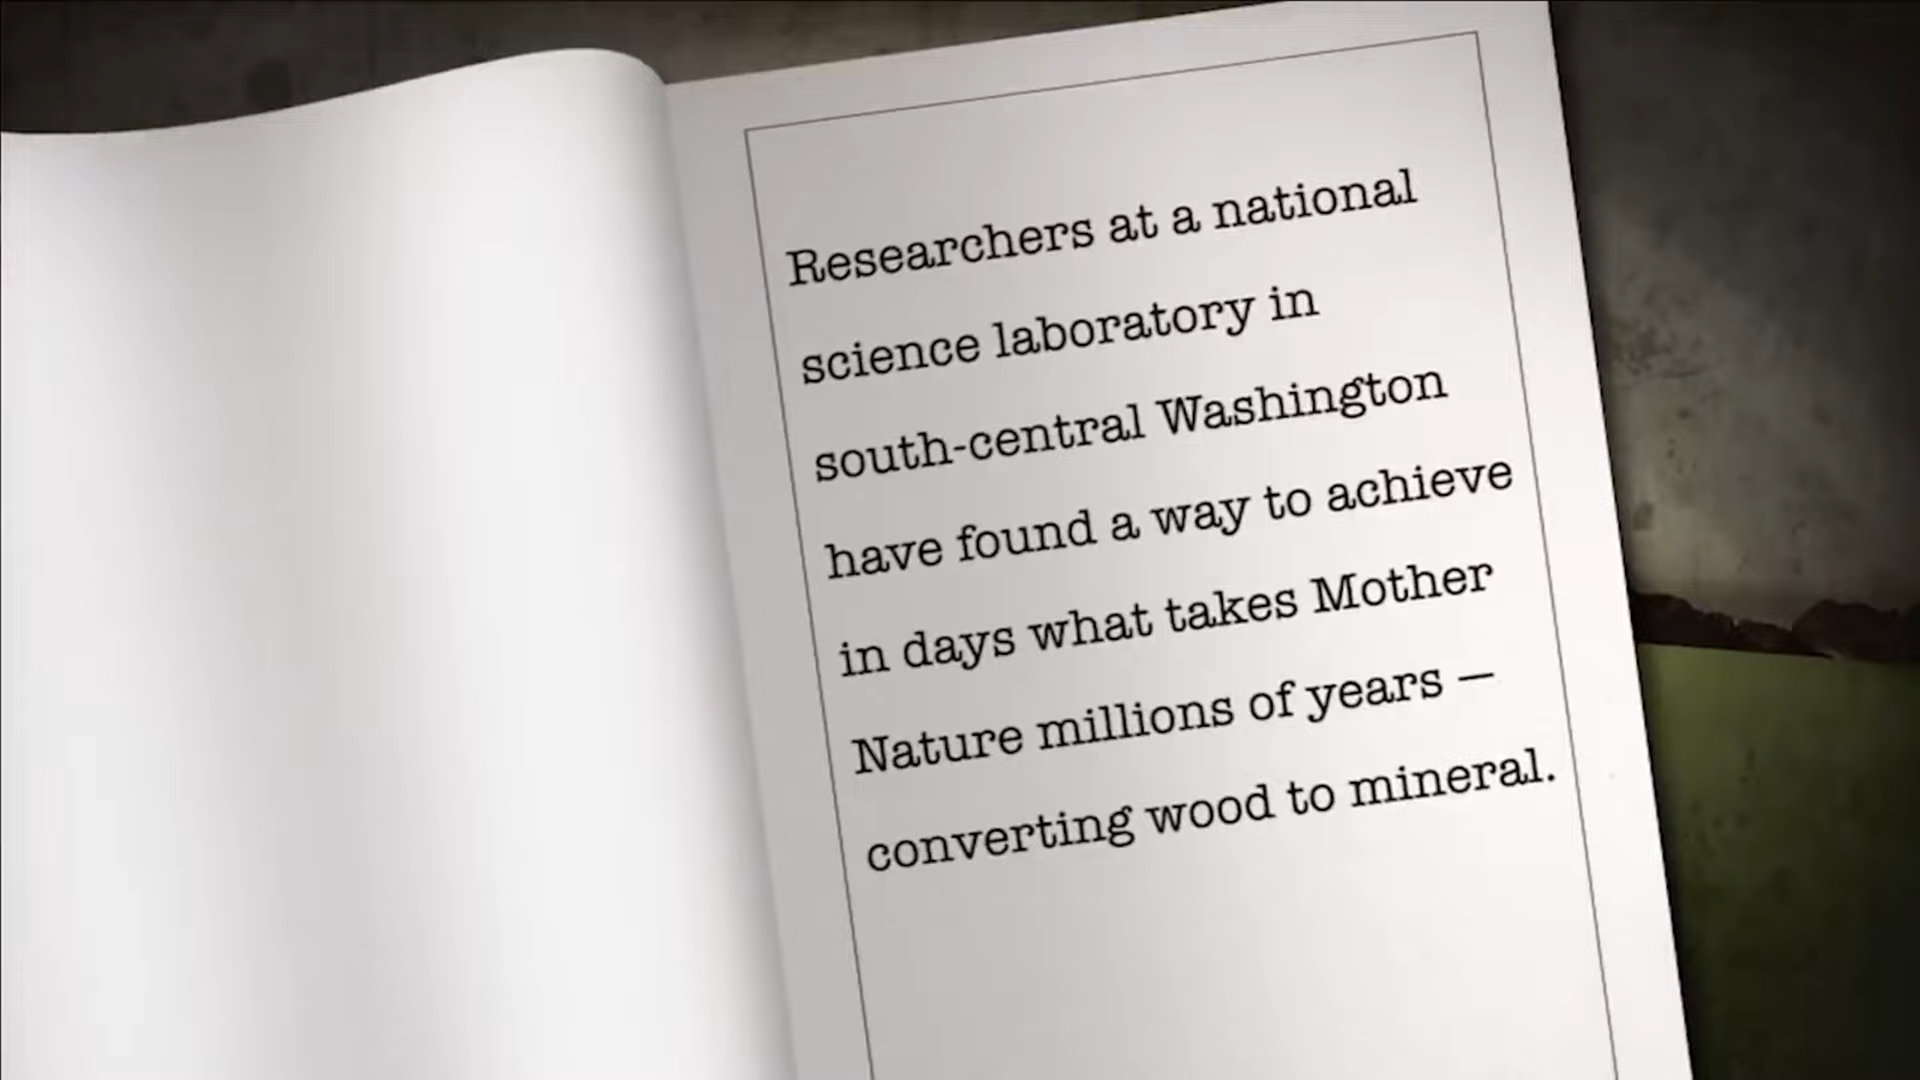 Researchers at a national
science laboratory in
south-central Washington
have found a way to achieve
in days what takes Mother
Nature millions of years –
converting wood to mineral.